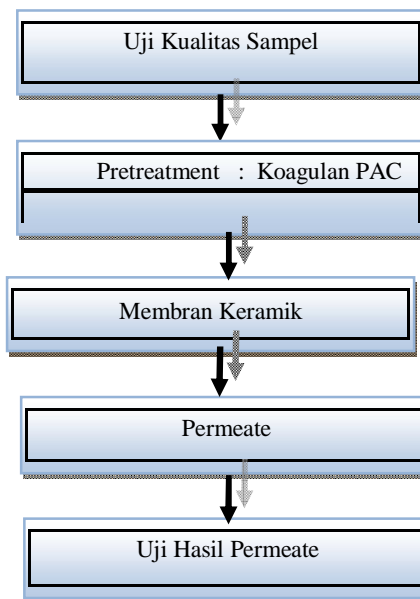 Uji Kualitas Sampel
Pretreatment : Koagulan PAC
Membran Keramik
Permeate
Uji Hasil Permeate